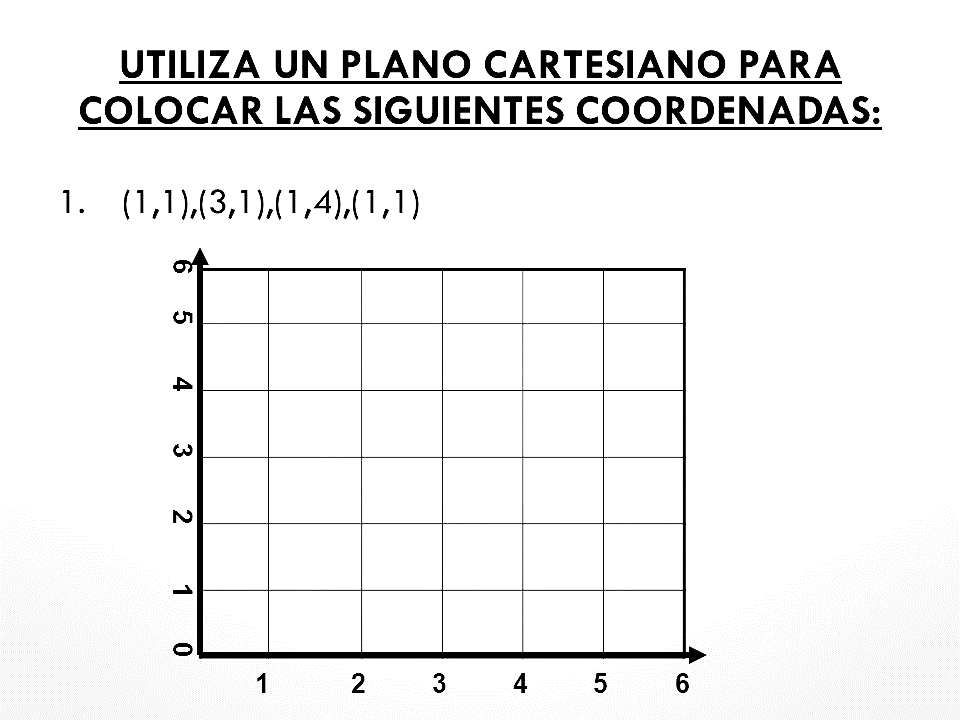 UTILIZA UN PLANO CARTESIANO PARA
COLOCAR LAS SIGUIENTES COORDENADAS:
1. (1,1),(3,1),(1,4),(1,1)
6
5
4
3
2
1
0
1 2 3 4 5 6